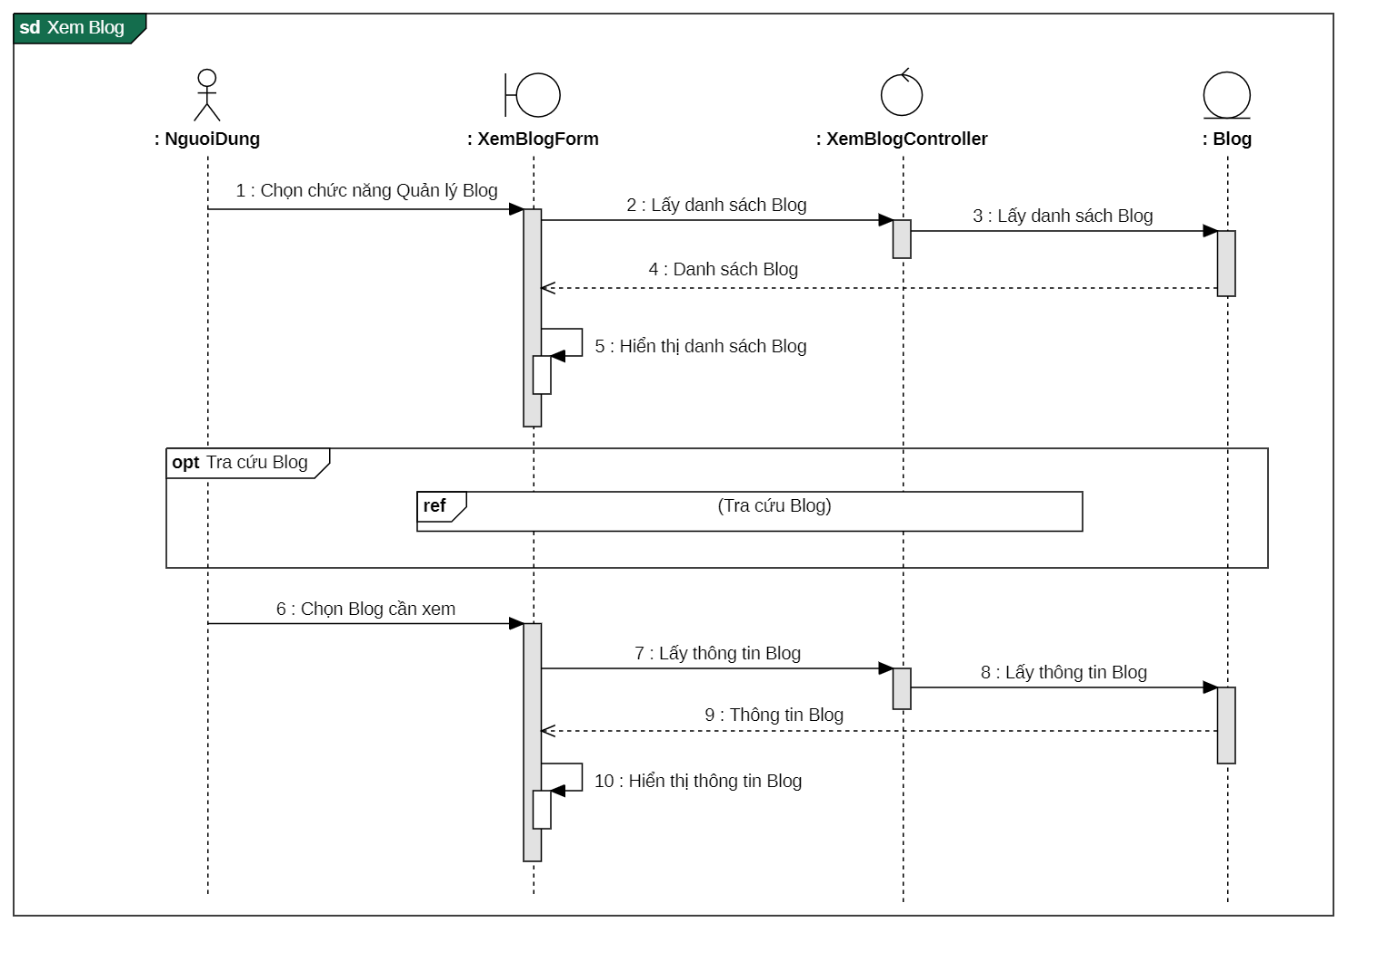 sd Xem Blog
: NguoiDung
: XemBlogForm
: XemBlogController
: Blog
1 : Chọn chức năng Quản lý Blog
2 : Lấy danh sách Blog
3 : Lấy danh sách Blog
4 : Danh sách Blog
5 : Hiển thị danh sách Blog
opt Tra cứu Blog
ref (Tra cứu Blog)
6 : Chọn Blog cần xem
7 : Lấy thông tin Blog
8 : Lấy thông tin Blog
9 : Thông tin Blog
10 : Hiển thị thông tin Blog